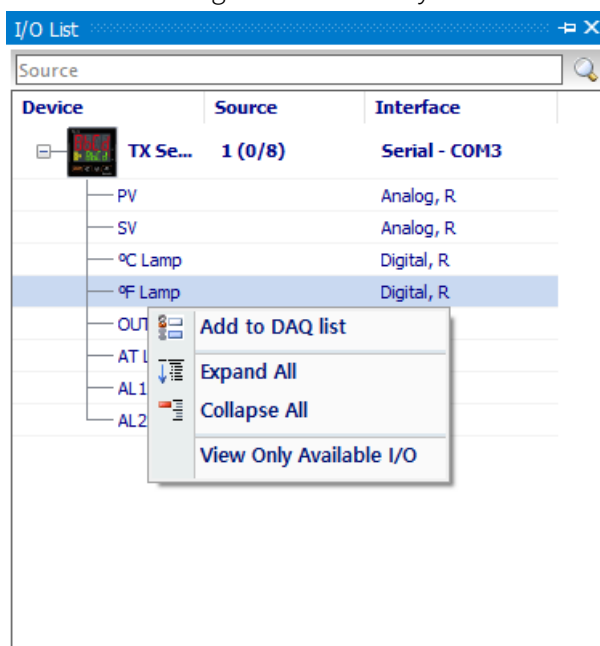 I/O List
Source
Device Source Interface
TX Se... 1 (0/8) Serial - COM3
PV Analog, R
SV Analog, R
ºC Lamp Digital, R
ºF Lamp Digital, R
OUT
Add to DAQ list
AT L
Expand All
AL1
Collapse All
AL2
View Only Available I/O